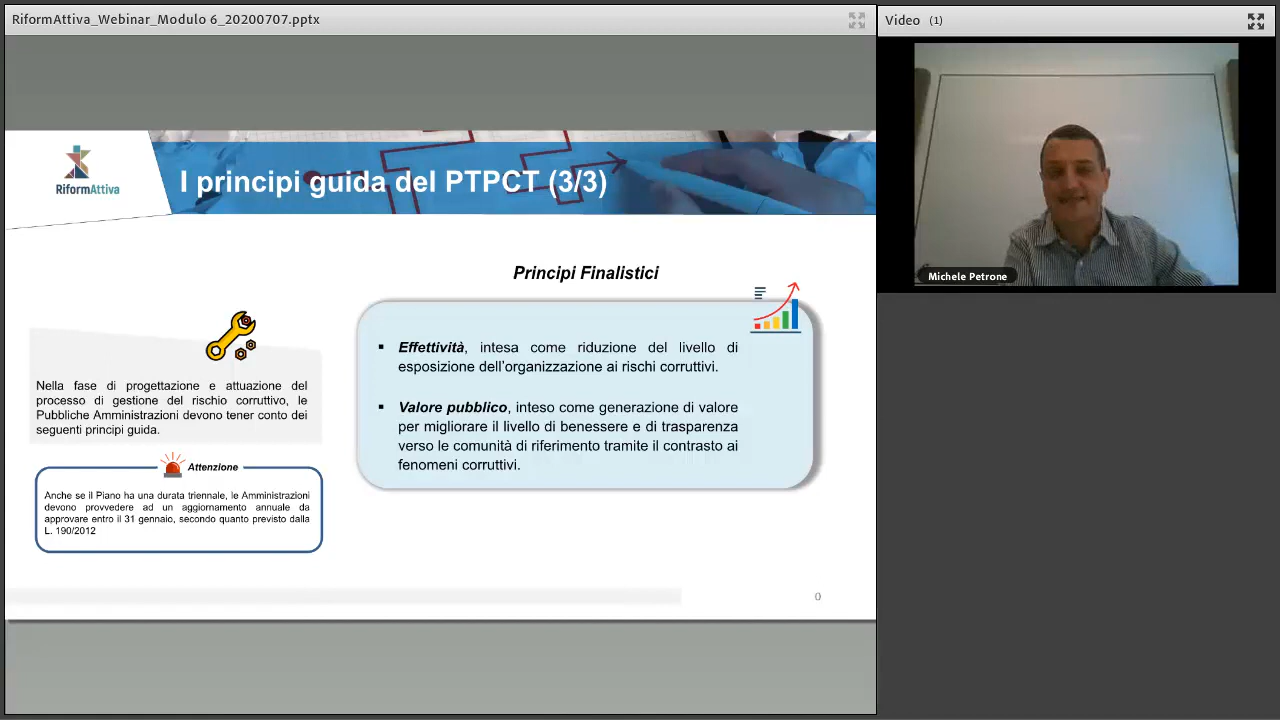 RiformAttiva_Webinar_Modulo 6_20200707.pptx
Video (1)
Michele Petrone
RiformAttiva
I principi guida del PTPCT (3/3)
Principi Finalistici
▪ Effettività, intesa come riduzione del livello di
esposizione dell'organizzazione ai rischi corruttivi.
▪ Valore pubblico, inteso come generazione di valore
per migliorare il livello di benessere e di trasparenza
verso le comunità di riferimento tramite il contrasto ai
fenomeni corruttivi.
Nella fase di progettazione e attuazione del
processo di gestione del rischio corruttivo, le
Pubbliche Amministrazioni devono tener conto dei
seguenti principi guida.
Attenzione
Anche se il Piano ha una durata triennale, le Amministrazioni
devono provvedere ad un aggiornamento annuale da
approvare entro il 31 gennaio, secondo quanto previsto dalla
L. 190/2012
0